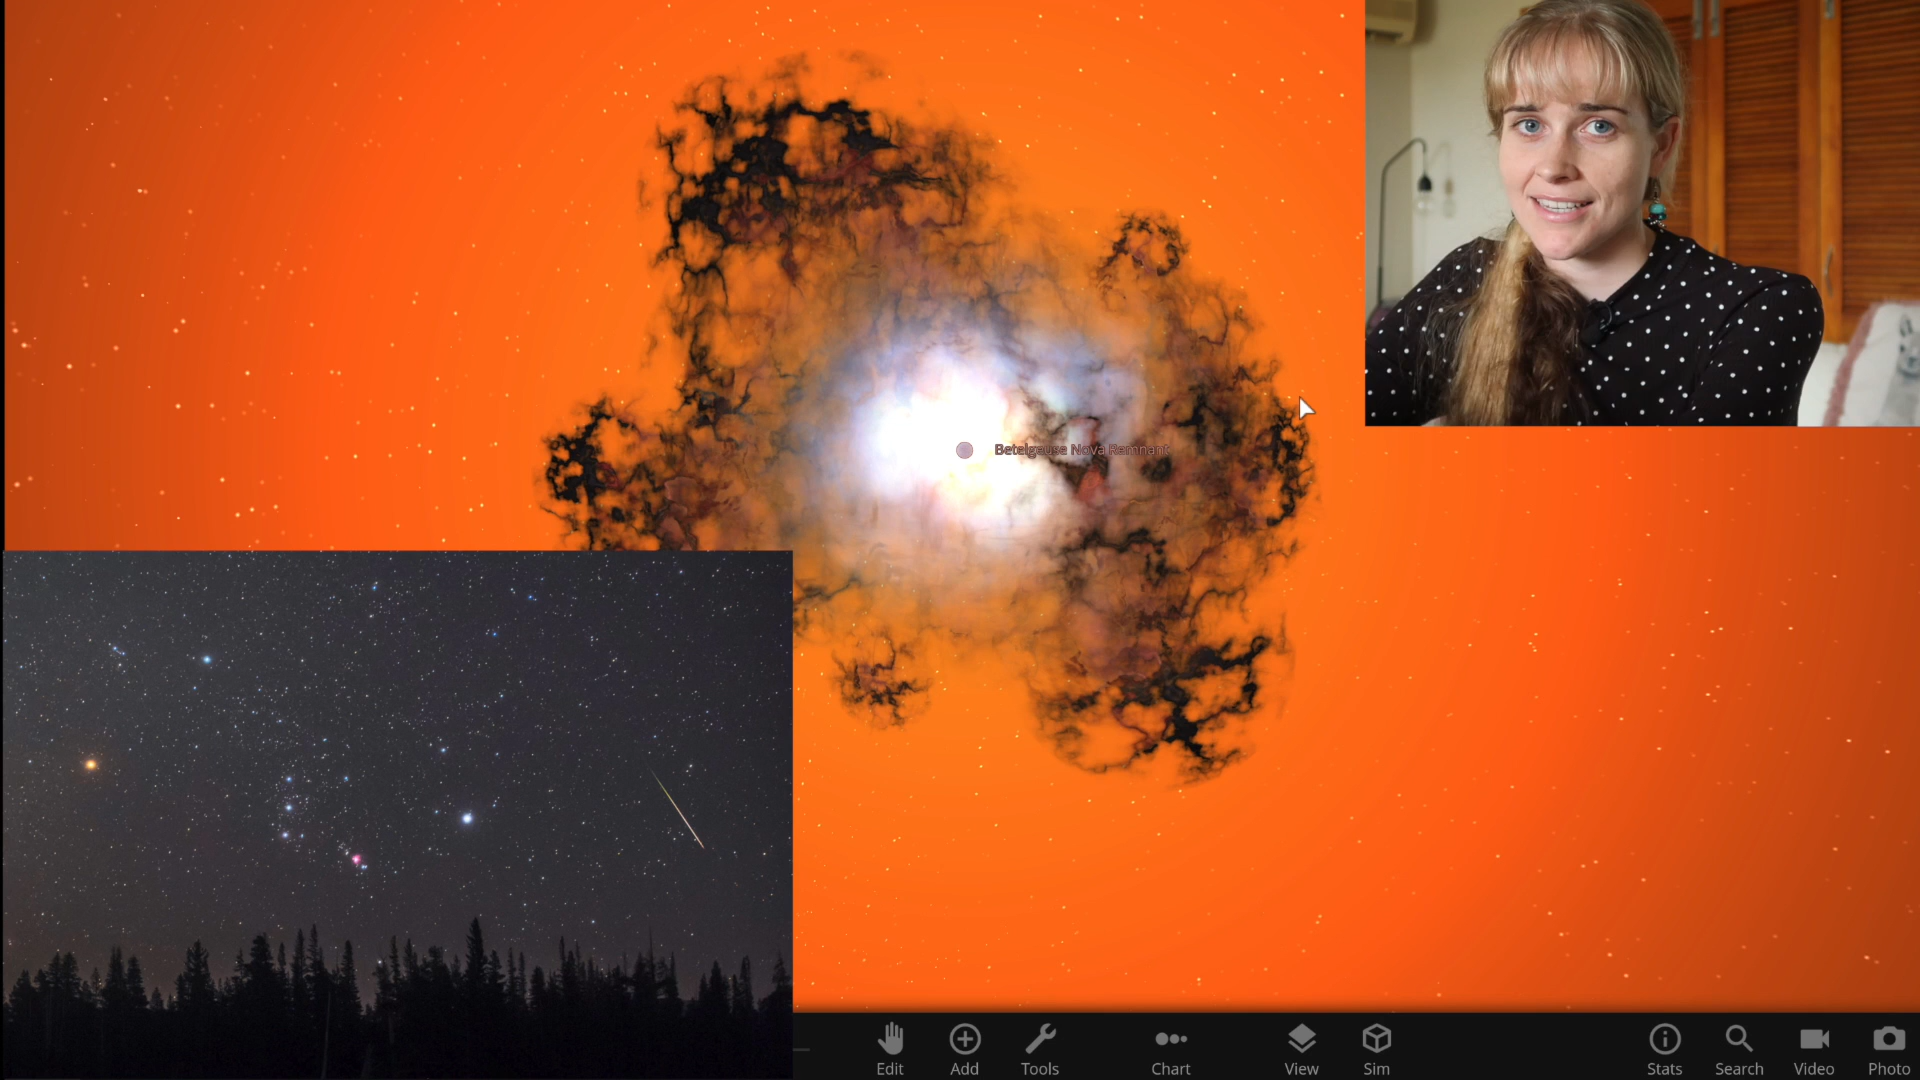 Betelgeuse Nova Remnant
Edit
Add
Tools
Chart
View
Sim
Stats
Search
Video
Photo